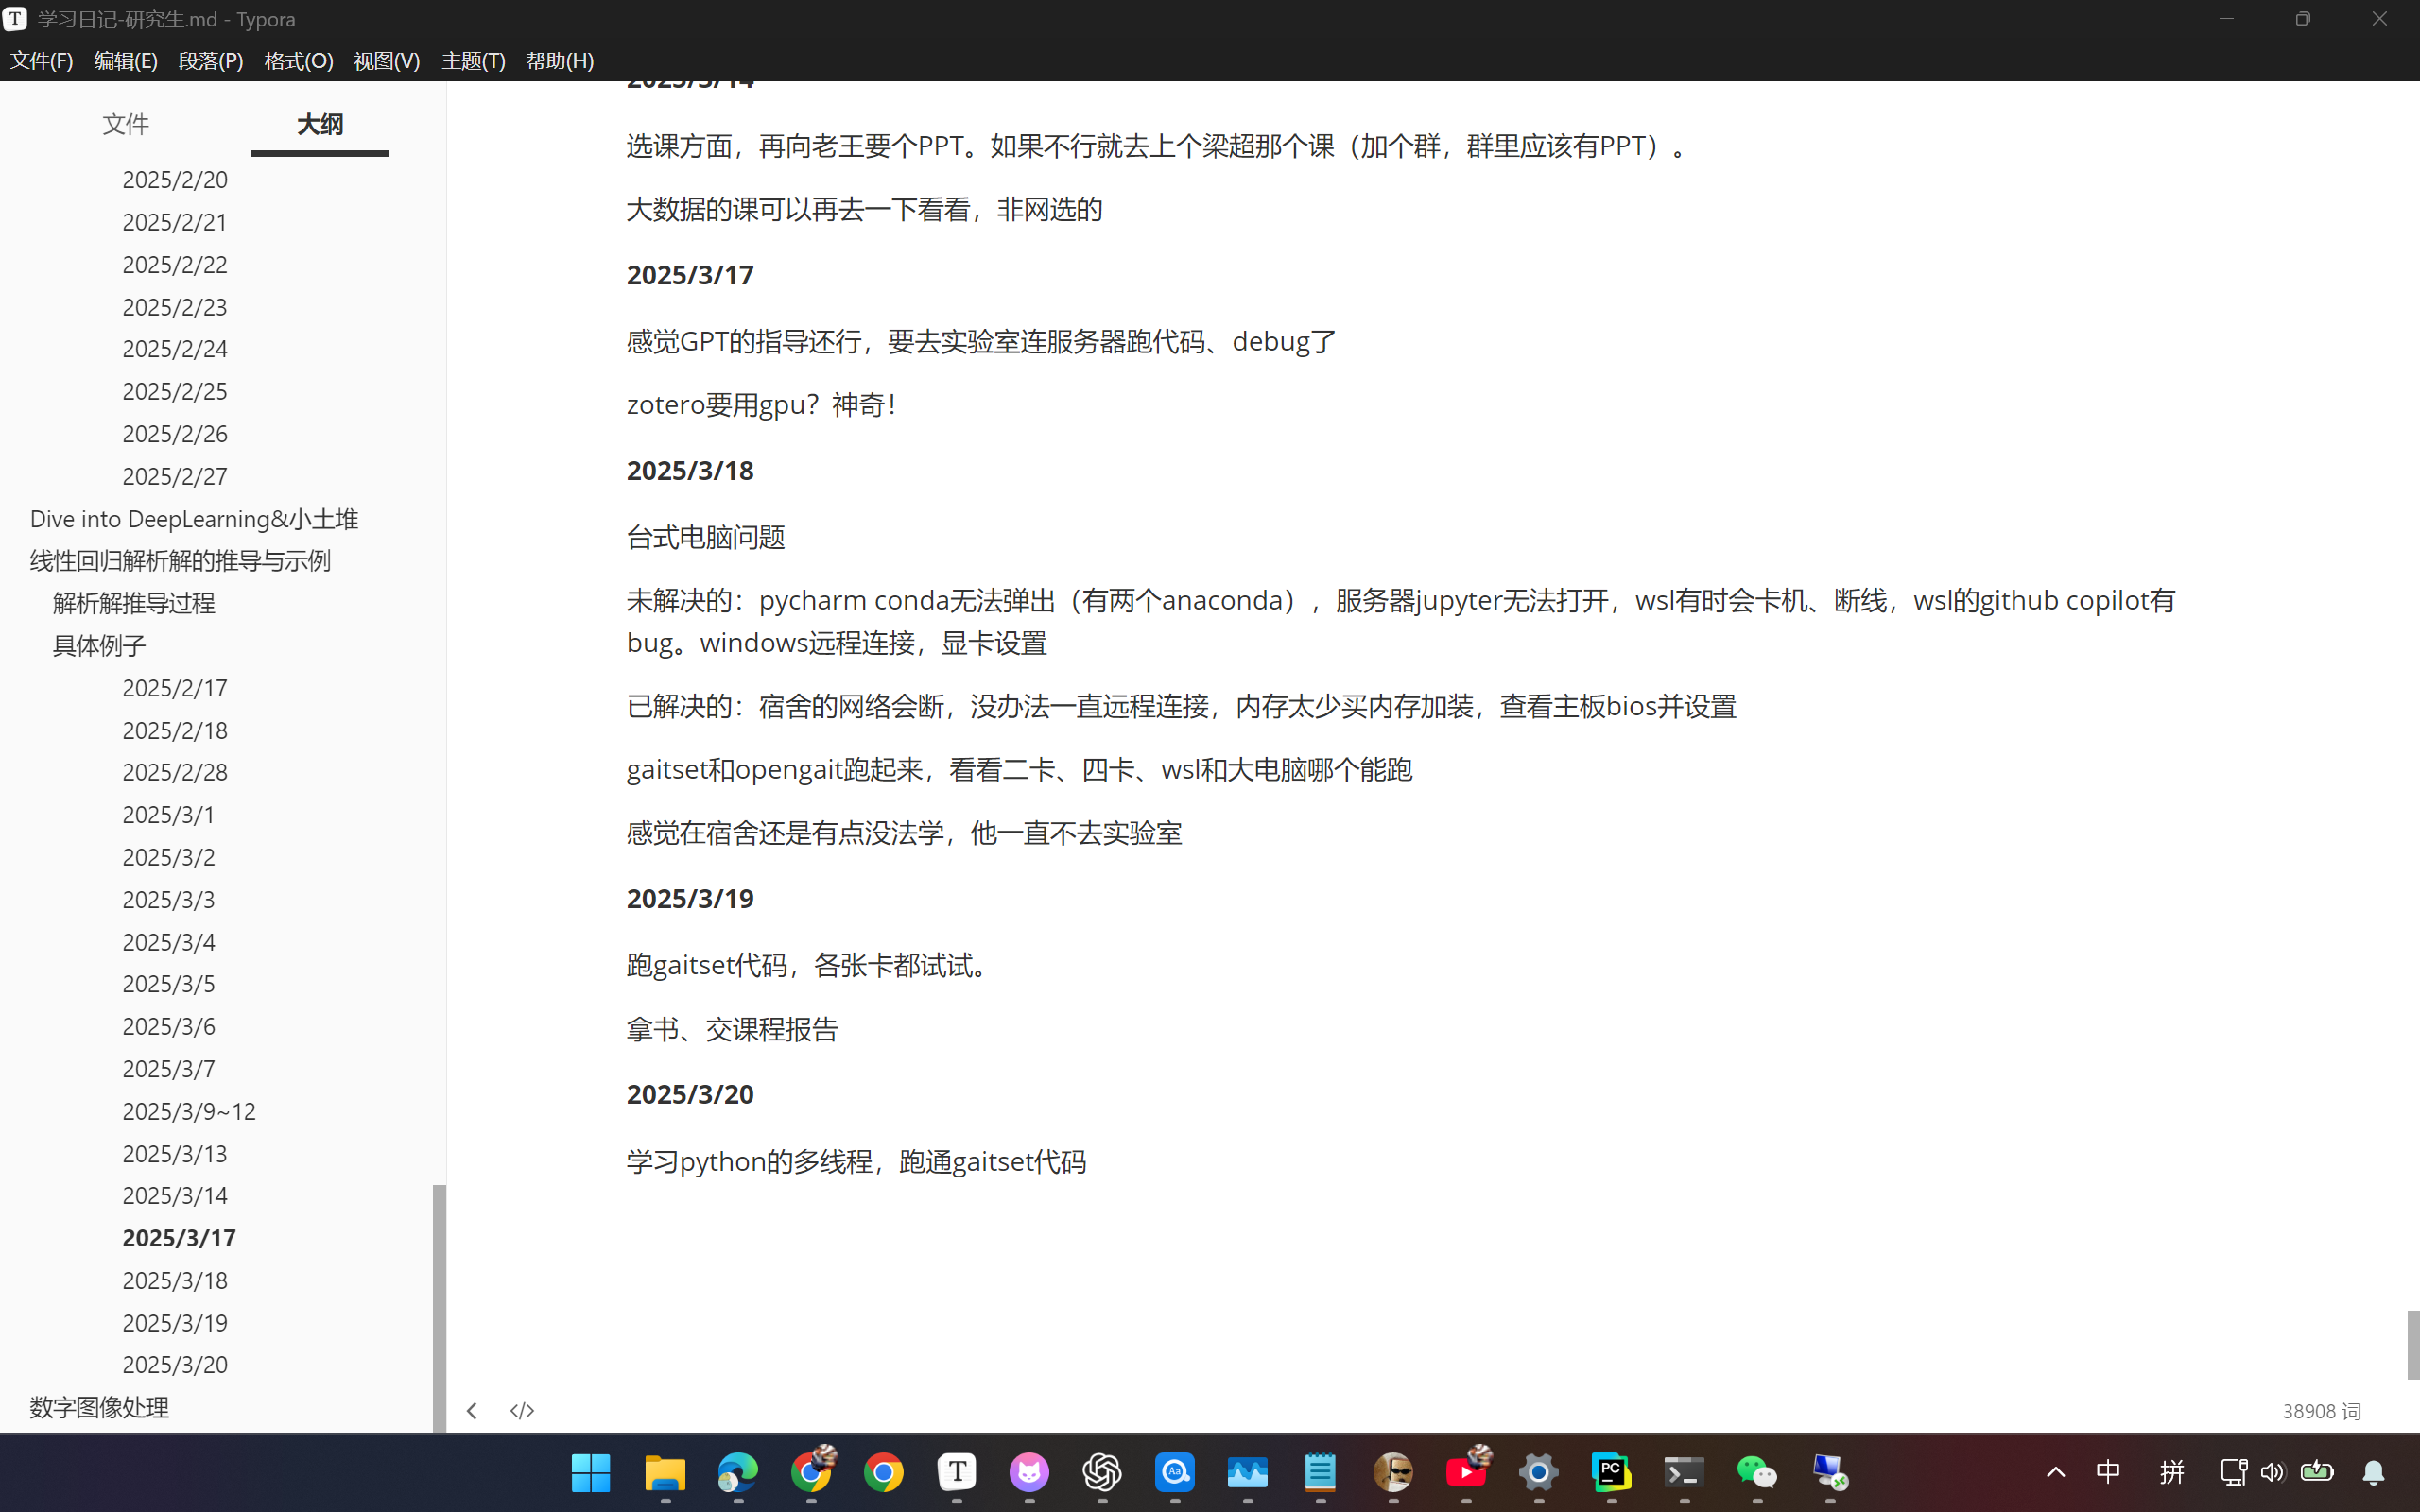 学习日记-研究生.md - Typora
文件(F) 编辑(E) 段落(P) 格式(O) 视图(V) 主题(T) 帮助(H)
文件 大纲
2025/2/20
2025/2/21
2025/2/22
2025/2/23
2025/2/24
2025/2/25
2025/2/26
2025/2/27
Dive into DeepLearning&小土堆
线性回归解析解的推导与示例
解析解推导过程
具体例子
2025/2/17
2025/2/18
2025/2/28
2025/3/1
2025/3/2
2025/3/3
2025/3/4
2025/3/5
2025/3/6
2025/3/7
2025/3/9~12
2025/3/13
2025/3/14
2025/3/17
2025/3/18
2025/3/19
2025/3/20
数字图像处理
2025/3/14
选课方面，再向老王要个PPT。如果不行就去上个梁超那个课（加个群，群里应该有PPT）。
大数据的课可以再去一下看看，非网选的
2025/3/17
感觉GPT的指导还行，要去实验室连服务器跑代码、debug了
zotero要用gpu？神奇！
2025/3/18
台式电脑问题
未解决的：pycharm conda无法弹出（有两个anaconda），服务器jupyter无法打开，wsl有时会卡机、断线，wsl的github copilot有
bug。windows远程连接，显卡设置
已解决的：宿舍的网络会断，没办法一直远程连接，内存太少买内存加装，查看主板bios并设置
gaitset和opengait跑起来，看看二卡、四卡、wsl和大电脑哪个能跑
感觉在宿舍还是有点没法学，他一直不去实验室
2025/3/19
跑gaitset代码，各张卡都试试。
拿书、交课程报告
2025/3/20
学习python的多线程，跑通gaitset代码
38908 词
中 拼